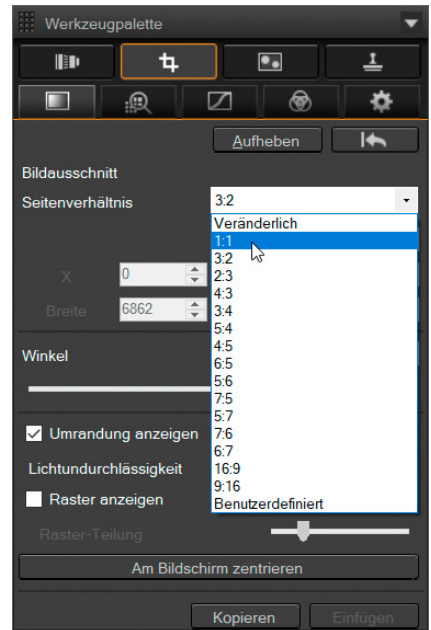 Werkzeugpalette
Aufheben
Bildausschnitt
Seitenverhältnis 3:2
Veränderlich
1:1
3:2
X 0 2:3
4:3
Breite 6862 3:4
5:4
4:5
Winkel 6:5
5:6
7:5
5:7
Umrandung anzeigen 7:6
6:7
Lichtundurchlässigkeit 16:9
9:16
Raster anzeigen Benutzerdefiniert
Raster-Teilung
Am Bildschirm zentrieren
Kopieren Einfügen